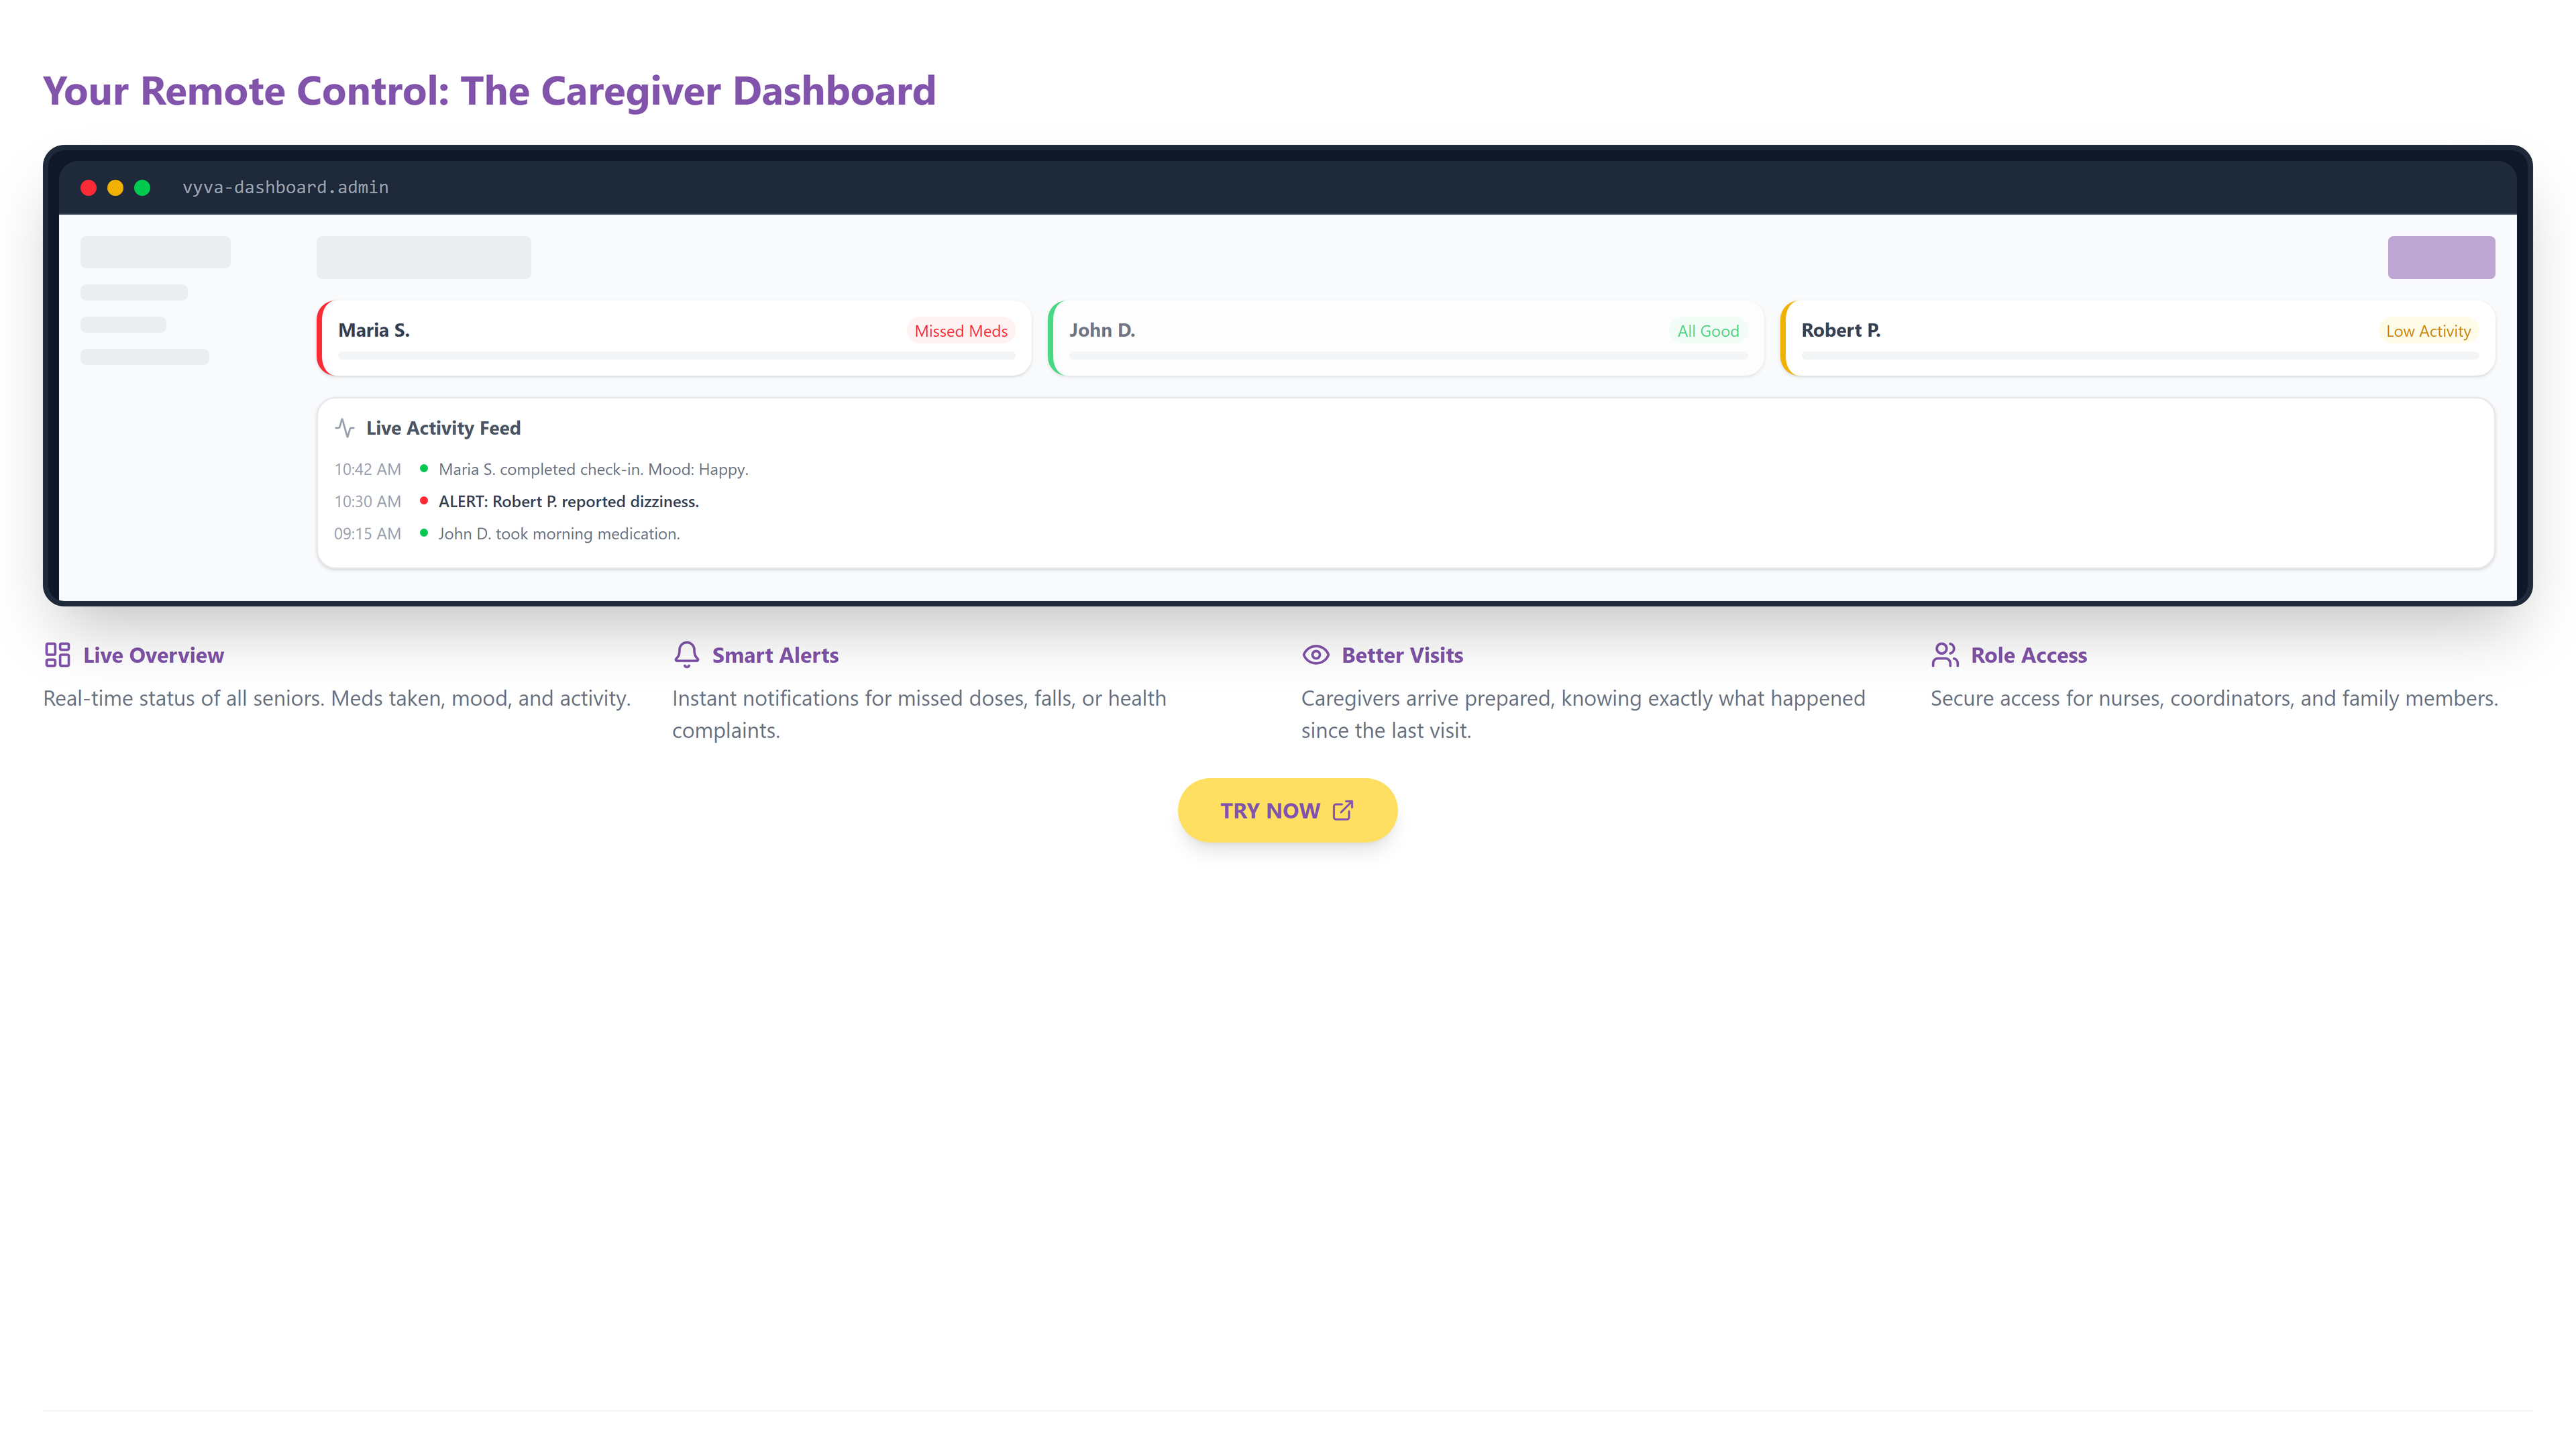 Your Remote Control: The Caregiver Dashboard
vyva-dashboard.admin
Maria S.
Missed Meds
John D.
All Good
Robert P.
Low Activity
Live Activity Feed
10:42 AM Maria S. completed check-in. Mood: Happy.
10:30 AM ALERT: Robert P. reported dizziness.
09:15 AM John D. took morning medication.
Live Overview
Real-time status of all seniors. Meds taken, mood, and activity.
Smart Alerts
Instant notifications for missed doses, falls, or health
complaints.
Better Visits
Caregivers arrive prepared, knowing exactly what happened
since the last visit.
Role Access
Secure access for nurses, coordinators, and family members.
TRY NOW